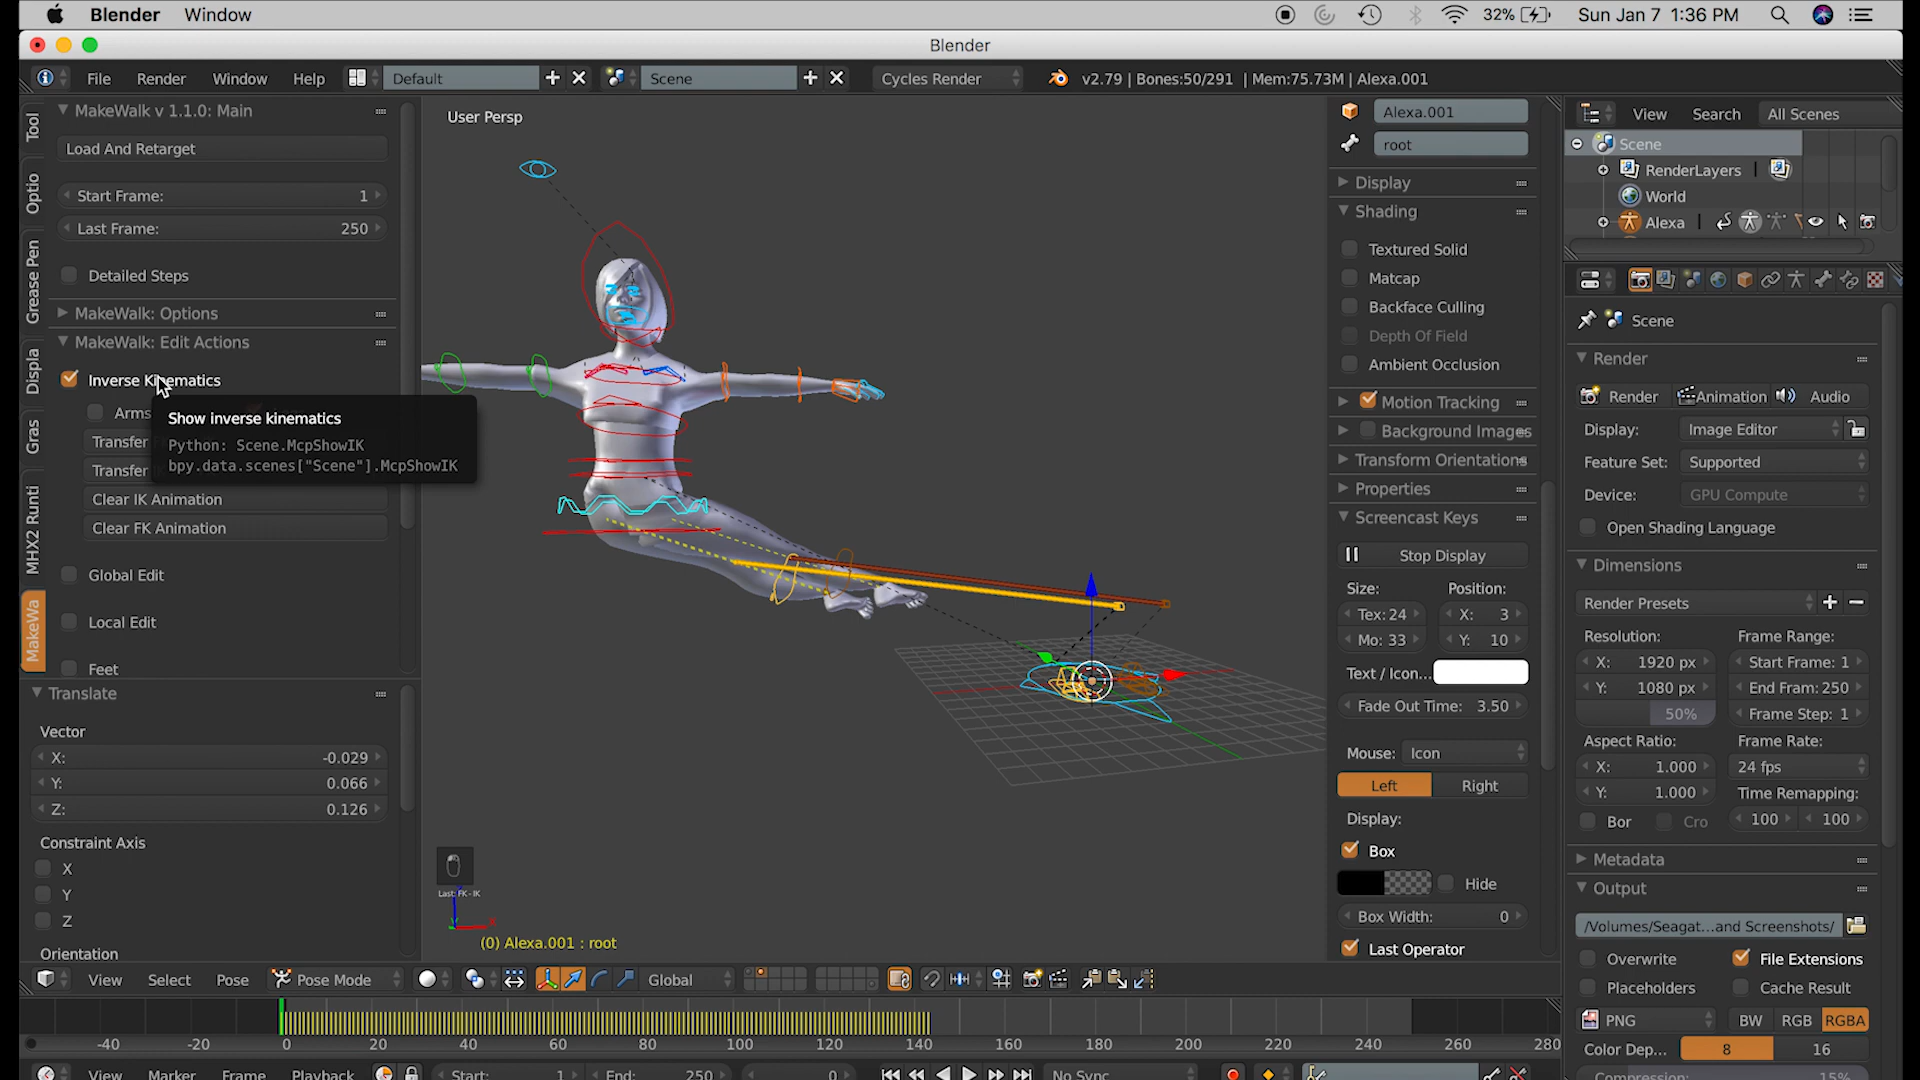 Blender Window
32% Sun Jan 7 1:36 PM
Blender
File Render Window Help Default Scene Cycles Render v2.79 | Bones:50/291 | Mem:75.73M | Alexa.001
Tool
Optio
Grease Pen
Displa
Gras
MHX2 Runti
MakeWa
MakeWalk v 1.1.0: Main
Load And Retarget
Start Frame: 1
Last Frame: 250
Detailed Steps
MakeWalk: Options
MakeWalk: Edit Actions
Inverse Kinematics
Arms
Transfer
Transfer
Clear IK Animation
Clear FK Animation
Show inverse kinematics
Python: Scene.McpShowIK
bpy.data.scenes["Scene"].McpShowIK
Global Edit
Local Edit
Feet
Translate
Vector
X: -0.029
Y: 0.066
Z: 0.126
Constraint Axis
X
Y
Z
Orientation
User Persp
Last: FK - IK
(0) Alexa.001 : root
Alexa.001
root
Display
Shading
Textured Solid
Matcap
Backface Culling
Depth Of Field
Ambient Occlusion
Motion Tracking
Background Images
Transform Orientations
Properties
Screencast Keys
Stop Display
Size: Position:
Tex: 24 X: 3
Mo: 33 Y: 10
Text / Icon...
Fade Out Time: 3.50
Mouse: Icon
Left Right
Display:
Box
Hide
Box Width: 0
Last Operator
View Search All Scenes
Scene
RenderLayers
World
Alexa
Scene
Render
Render Animation Audio
Display: Image Editor
Feature Set: Supported
Device: GPU Compute
Open Shading Language
Dimensions
Render Presets
Resolution: Frame Range:
X: 1920 px Start Frame: 1
Y: 1080 px End Fram: 250
50% Frame Step: 1
Aspect Ratio: Frame Rate:
X: 1.000 24 fps
Y: 1.000 Time Remapping:
Bor Cro 100 100
Metadata
Output
/Volumes/Seagat...and Screenshots/
Overwrite File Extensions
Placeholders Cache Result
PNG BW RGB RGBA
Color Dep... 8 16
Compression: 15%
View Select Pose Pose Mode Global
-40 -20 0 20 40 60 80 100 120 140 160 180 200 220 240 260 280
View Marker Frame Playback Start: 1 End: 250 0 No Sync